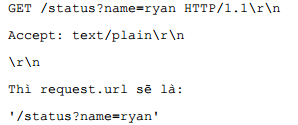 GET /status?name=ryan HTTP/1.1\r\n
Accept: text/plain\r\n
\r\n
Thì request.url sẽ là:
'/status?name=ryan'